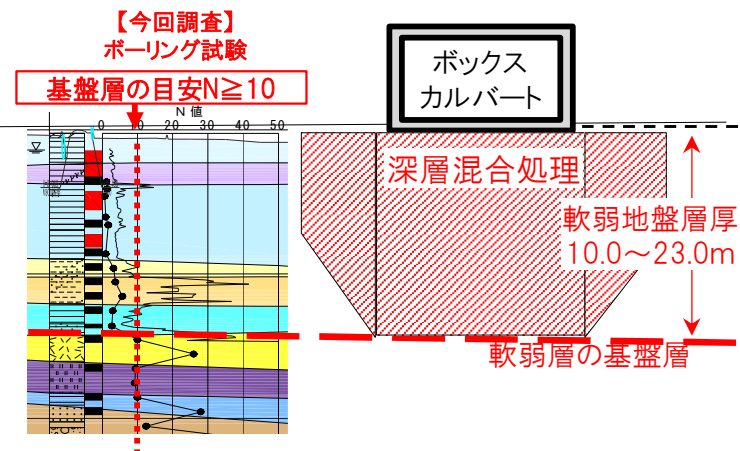 【今回調査】
ボーリング試験
基盤層の目安N≧10
N 値
0 10 20 30 40 50
ボックス
カルバート
深層混合処理
軟弱地盤層厚
10.0～23.0m
軟弱層の基盤層